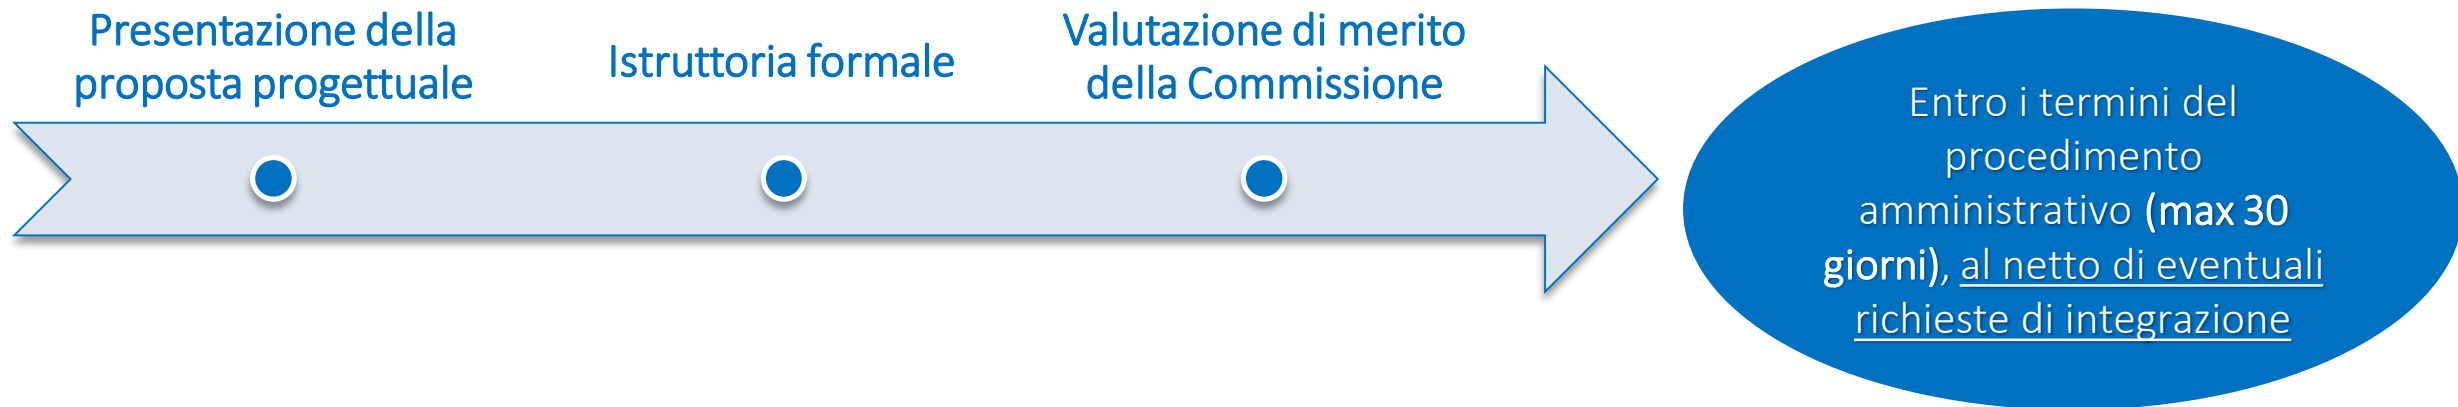 Presentazione della
proposta progettuale
Istruttoria formale
Valutazione di merito
della Commissione
Entro i termini del
procedimento
amministrativo (max 30
giorni), al netto di eventuali
richieste di integrazione